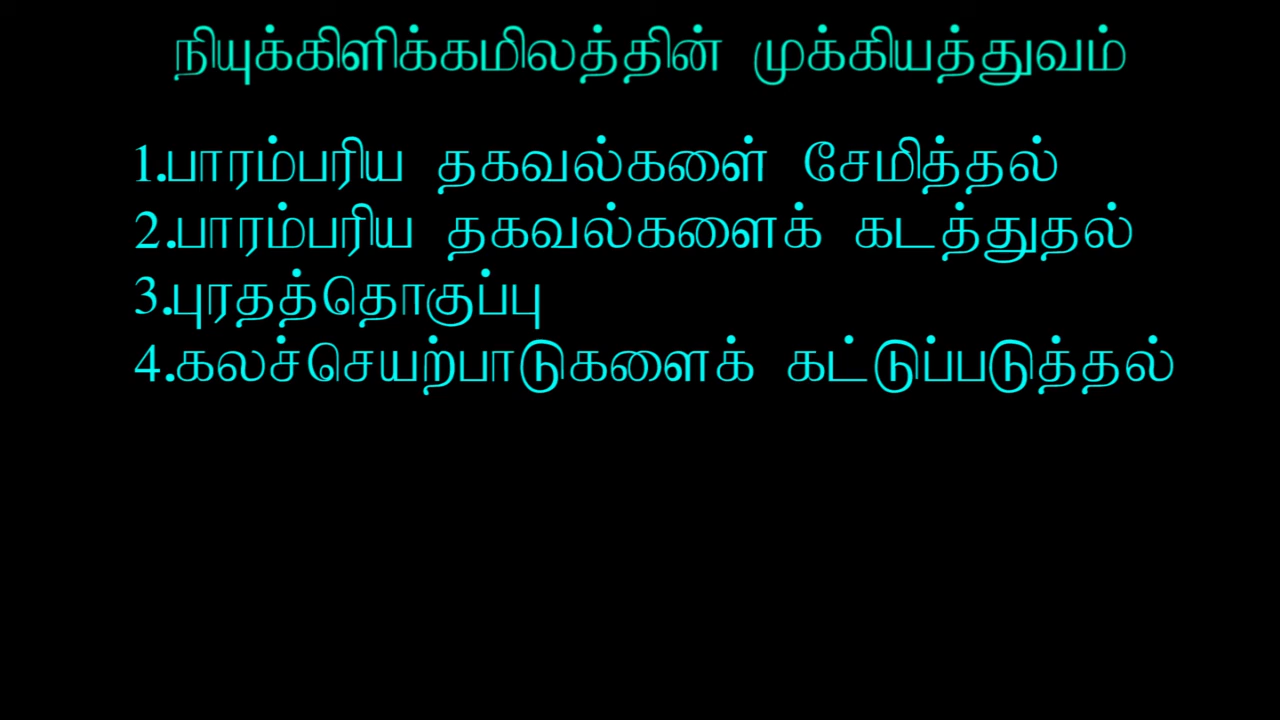 நியுக்கிளிக்கமிலத்தின் முக்கியத்துவம்
1.பாரம்பரிய தகவல்களைள் சேமித்தல்
2.பாரம்பரிய தகவல்களைக் கடத்துதல்
3.புரதத்தொகுப்பு
4.கலச்செயற்பாடுகளைக் கட்டுப்படுத்தல்